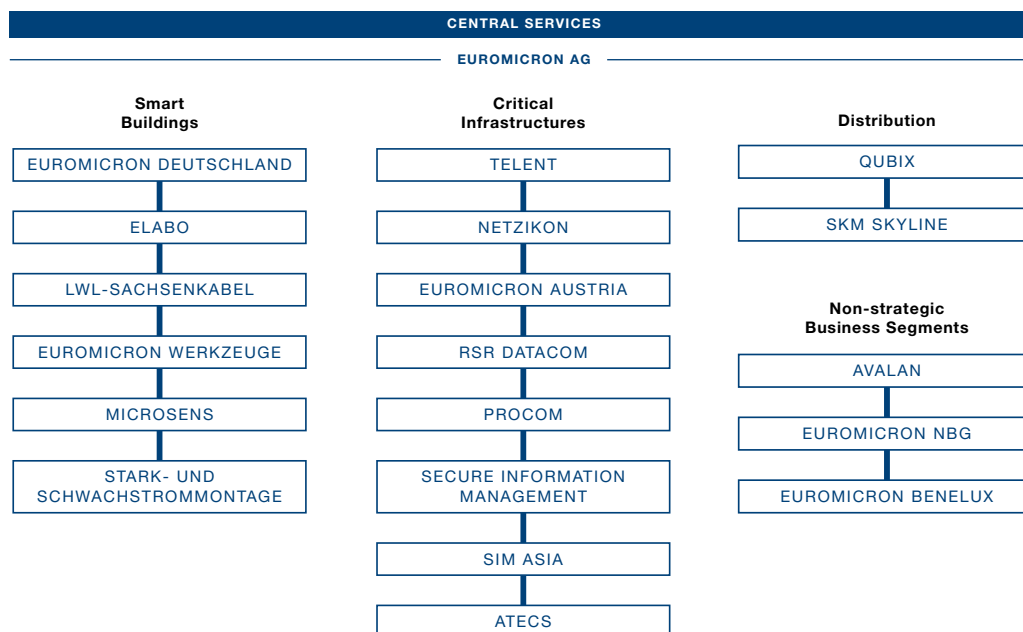 CENTRAL SERVICES
EUROMICRON AG
Smart
Buildings
EUROMICRON DEUTSCHLAND
ELABO
LWL-SACHSENKABEL
EUROMICRON WERKZEUGE
MICROSENS
STARK- UND
SCHWACHSTROMMONTAGE
Critical
Infrastructures
TELENT
NETZIKON
EUROMICRON AUSTRIA
RSR DATACOM
PROCOM
SECURE INFORMATION
MANAGEMENT
SIM ASIA
ATECS
Distribution
QUBIX
SKM SKYLINE
Non-strategic
Business Segments
AVALAN
EUROMICRON NBG
EUROMICRON BENELUX